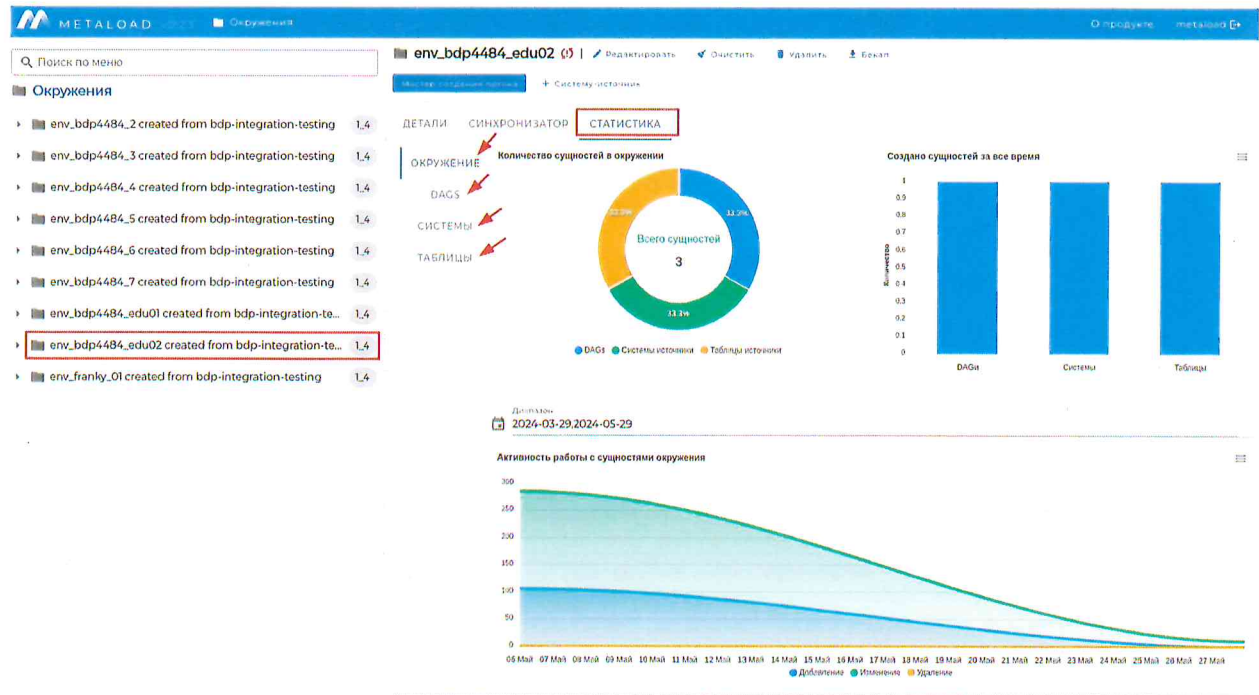 METALOAD
Окружения
О продукте
metaload
Поиск по меню
Окружения
env_bdp4484_2 created from bdp-integration-testing 1_4
env_bdp4484_3 created from bdp-integration-testing 1_4
env_bdp4484_4 created from bdp-integration-testing 1_4
env_bdp4484_5 created from bdp-integration-testing 1_4
env_bdp4484_6 created from bdp-integration-testing 1_4
env_bdp4484_7 created from bdp-integration-testing 1_4
env_bdp4484_edu01 created from bdp-integration-te... 1_4
env_bdp4484_edu02 created from bdp-integration-te... 1_4
env_franky_01 created from bdp-integration-testing 1_4
env_bdp4484_edu02
Редактировать Очистить Удалить Бекап
Мастер создания потока + Систему-источник
ДЕТАЛИ СИНХРОНИЗАТОР СТАТИСТИКА
ОКРУЖЕНИЕ
DAGS
СИСТЕМЫ
ТАБЛИЦЫ
Количество сущностей в окружении
33.3% 33.3%
Всего сущностей
3
33.3%
DAGs Системы источники Таблицы источники
Создано сущностей за все время
Количество
1
0.9
0.8
0.7
0.6
0.5
0.4
0.3
0.2
0.1
0
DAGи Системы Таблицы
Диапазон
2024-03-29,2024-05-29
Активность работы с сущностями окружения
300
250
200
150
100
50
0
06 Май 07 Май 08 Май 09 Май 10 Май 11 Май 12 Май 13 Май 14 Май 15 Май 16 Май 17 Май 18 Май 19 Май 20 Май 21 Май 22 Май 23 Май 24 Май 25 Май 26 Май 27 Май
Добавление Изменение Удаление